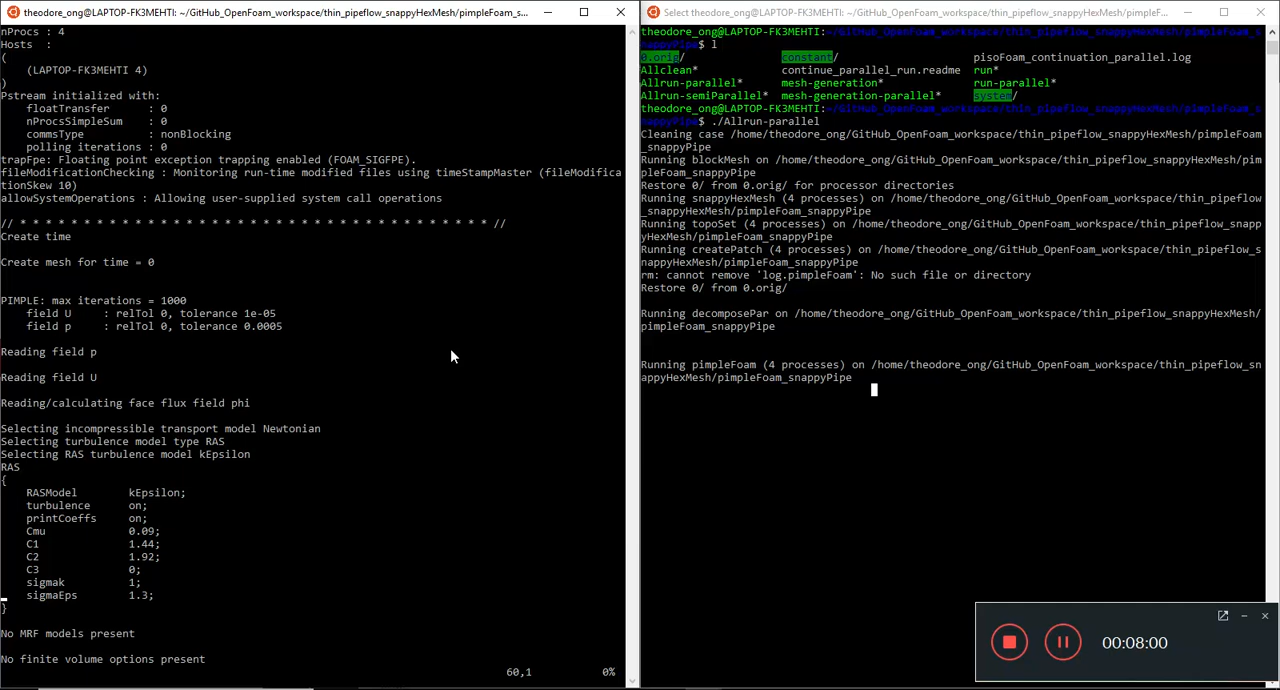 theodore_ong@LAPTOP-FK3MEHTI: ~/GitHub_OpenFoam_workspace/thin_pipeflow_snappyHexMesh/pimpleFoam_s...
nProcs : 4
Hosts  :
(
    (LAPTOP-FK3MEHTI 4)
)
Pstream initialized with:
    floatTransfer      : 0
    nProcsSimpleSum    : 0
    commsType          : nonBlocking
    polling iterations : 0
trapFpe: Floating point exception trapping enabled (FOAM_SIGFPE).
fileModificationChecking : Monitoring run-time modified files using timeStampMaster (fileModifica
tionSkew 10)
allowSystemOperations : Allowing user-supplied system call operations
// * * * * * * * * * * * * * * * * * * * * * * * * * * * * * * * * * * * * * //
Create time
Create mesh for time = 0
PIMPLE: max iterations = 1000
    field U     : relTol 0, tolerance 1e-05
    field p     : relTol 0, tolerance 0.0005
Reading field p
Reading field U
Reading/calculating face flux field phi
Selecting incompressible transport model Newtonian
Selecting turbulence model type RAS
Selecting RAS turbulence model kEpsilon
RAS
{
    RASModel        kEpsilon;
    turbulence      on;
    printCoeffs     on;
    Cmu             0.09;
    C1              1.44;
    C2              1.92;
    C3              0;
    sigmak          1;
    sigmaEps        1.3;
}
No MRF models present
No finite volume options present
60,1          0%
Select theodore_ong@LAPTOP-FK3MEHTI: ~/GitHub_OpenFoam_workspace/thin_pipeflow_snappyHexMesh/pimpleF...
theodore_ong@LAPTOP-FK3MEHTI:~/GitHub_OpenFoam_workspace/thin_pipeflow_snappyHexMesh/pimpleFoam_s
nappyPipe$ l
0.orig/               constant/                      pisoFoam_continuation_parallel.log
Allclean*             continue_parallel_run.readme   run*
Allrun-parallel*      mesh-generation*               run-parallel*
Allrun-semiParallel*  mesh-generation-parallel*      system/
theodore_ong@LAPTOP-FK3MEHTI:~/GitHub_OpenFoam_workspace/thin_pipeflow_snappyHexMesh/pimpleFoam_s
nappyPipe$ ./Allrun-parallel
Cleaning case /home/theodore_ong/GitHub_OpenFoam_workspace/thin_pipeflow_snappyHexMesh/pimpleFoam
_snappyPipe
Running blockMesh on /home/theodore_ong/GitHub_OpenFoam_workspace/thin_pipeflow_snappyHexMesh/pim
pleFoam_snappyPipe
Restore 0/ from 0.orig/ for processor directories
Running snappyHexMesh (4 processes) on /home/theodore_ong/GitHub_OpenFoam_workspace/thin_pipeflow
_snappyHexMesh/pimpleFoam_snappyPipe
Running topoSet (4 processes) on /home/theodore_ong/GitHub_OpenFoam_workspace/thin_pipeflow_snapp
yHexMesh/pimpleFoam_snappyPipe
Running createPatch (4 processes) on /home/theodore_ong/GitHub_OpenFoam_workspace/thin_pipeflow_s
nappyHexMesh/pimpleFoam_snappyPipe
rm: cannot remove 'log.pimpleFoam': No such file or directory
Restore 0/ from 0.orig/
Running decomposePar on /home/theodore_ong/GitHub_OpenFoam_workspace/thin_pipeflow_snappyHexMesh/
pimpleFoam_snappyPipe
Running pimpleFoam (4 processes) on /home/theodore_ong/GitHub_OpenFoam_workspace/thin_pipeflow_sn
appyHexMesh/pimpleFoam_snappyPipe
00:08:00